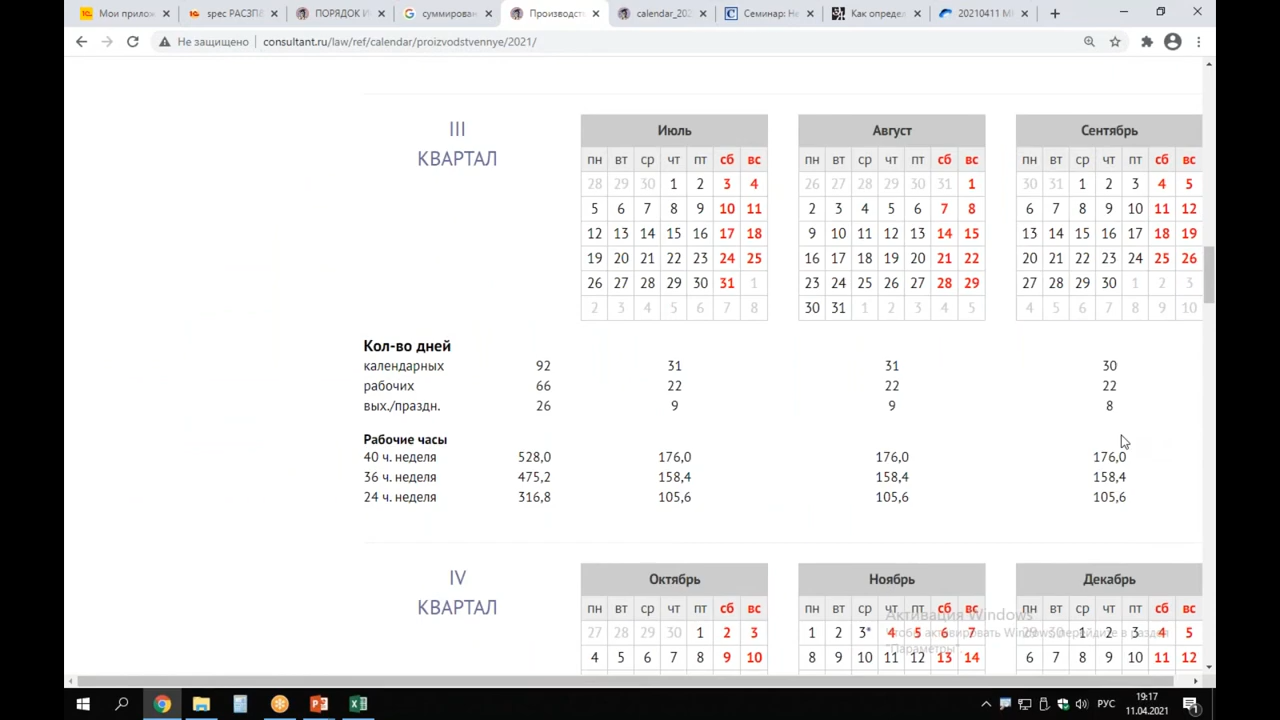 Мои прилож
spec РАСЗПЛ
ПОРЯДОК И
суммирован
Производст
calendar_202
Семинар: Не
Как определ
20210411 МК
Не защищено
consultant.ru/law/ref/calendar/proizvodstvennye/2021/
III
КВАРТАЛ
Июль Август Сентябрь
пн вт ср чт пт сб вс пн вт ср чт пт сб вс пн вт ср чт пт сб вс
28 29 30 1 2 3 4 26 27 28 29 30 31 1 30 31 1 2 3 4 5
5 6 7 8 9 10 11 2 3 4 5 6 7 8 6 7 8 9 10 11 12
12 13 14 15 16 17 18 9 10 11 12 13 14 15 13 14 15 16 17 18 19
19 20 21 22 23 24 25 16 17 18 19 20 21 22 20 21 22 23 24 25 26
26 27 28 29 30 31 1 23 24 25 26 27 28 29 27 28 29 30 1 2 3
2 3 4 5 6 7 8 30 31 1 2 3 4 5 4 5 6 7 8 9 10
Кол-во дней
календарных 92 31 31 30
рабочих 66 22 22 22
вых./праздн. 26 9 9 8
Рабочие часы
40 ч. неделя 528,0 176,0 176,0 176,0
36 ч. неделя 475,2 158,4 158,4 158,4
24 ч. неделя 316,8 105,6 105,6 105,6
IV
КВАРТАЛ
Октябрь Ноябрь Декабрь
пн вт ср чт пт сб вс пн вт ср чт пт сб вс пн вт ср чт пт сб вс
27 28 29 30 1 2 3 1 2 3* 4 5 6 7 29 30 1 2 3 4 5
4 5 6 7 8 9 10 8 9 10 11 12 13 14 6 7 8 9 10 11 12
Активация Windows
Чтобы активировать Windows, перейдите в раздел
"Параметры".
РУС
19:17
11.04.2021
1